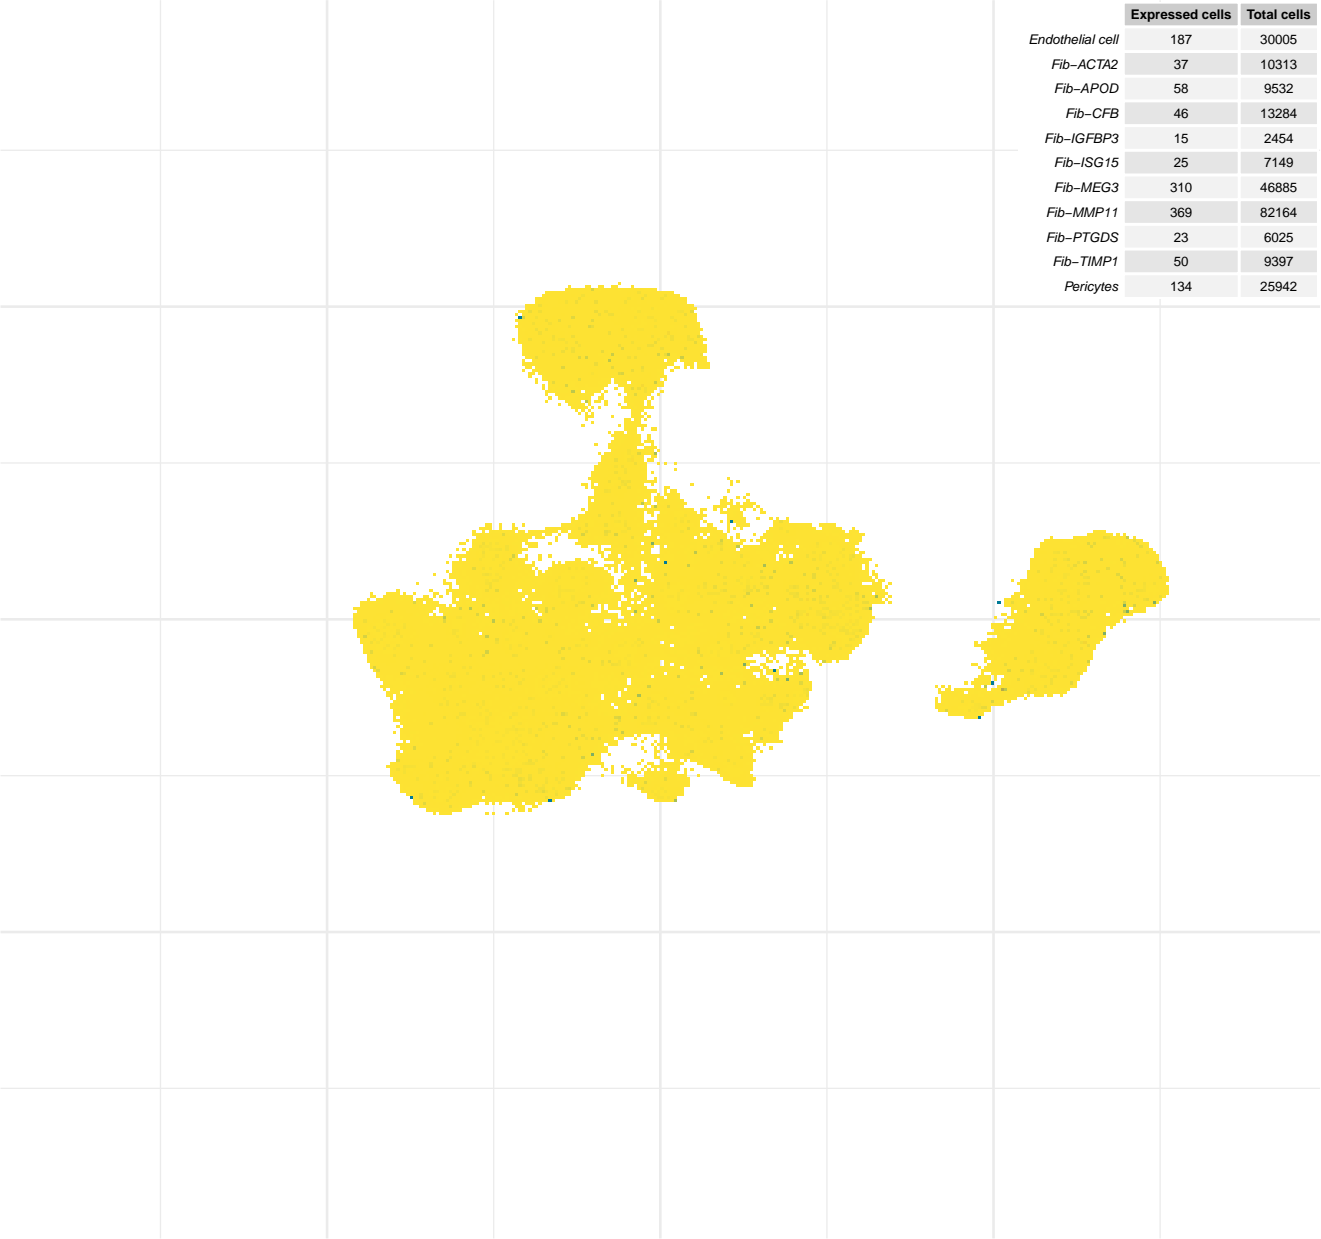 Expressed cells Total cells
Endothelial cell 187 30005
Fib−ACTA2 37 10313
Fib−APOD 58 9532
Fib−CFB 46 13284
Fib−IGFBP3 15 2454
Fib−ISG15 25 7149
Fib−MEG3 310 46885
Fib−MMP11 369 82164
Fib−PTGDS 23 6025
Fib−TIMP1 50 9397
Pericytes 134 25942